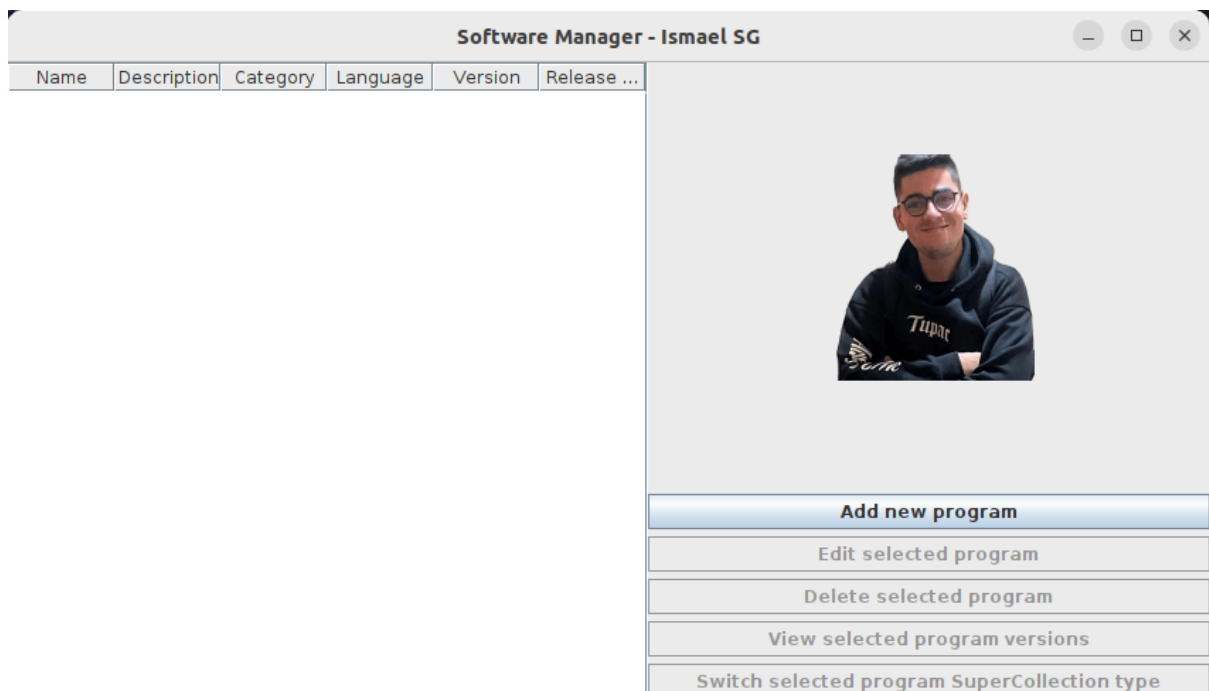 Software Manager - Ismael SG
Name Description Category Language Version Release ...
Tupac
Add new program
Edit selected program
Delete selected program
View selected program versions
Switch selected program SuperCollection type